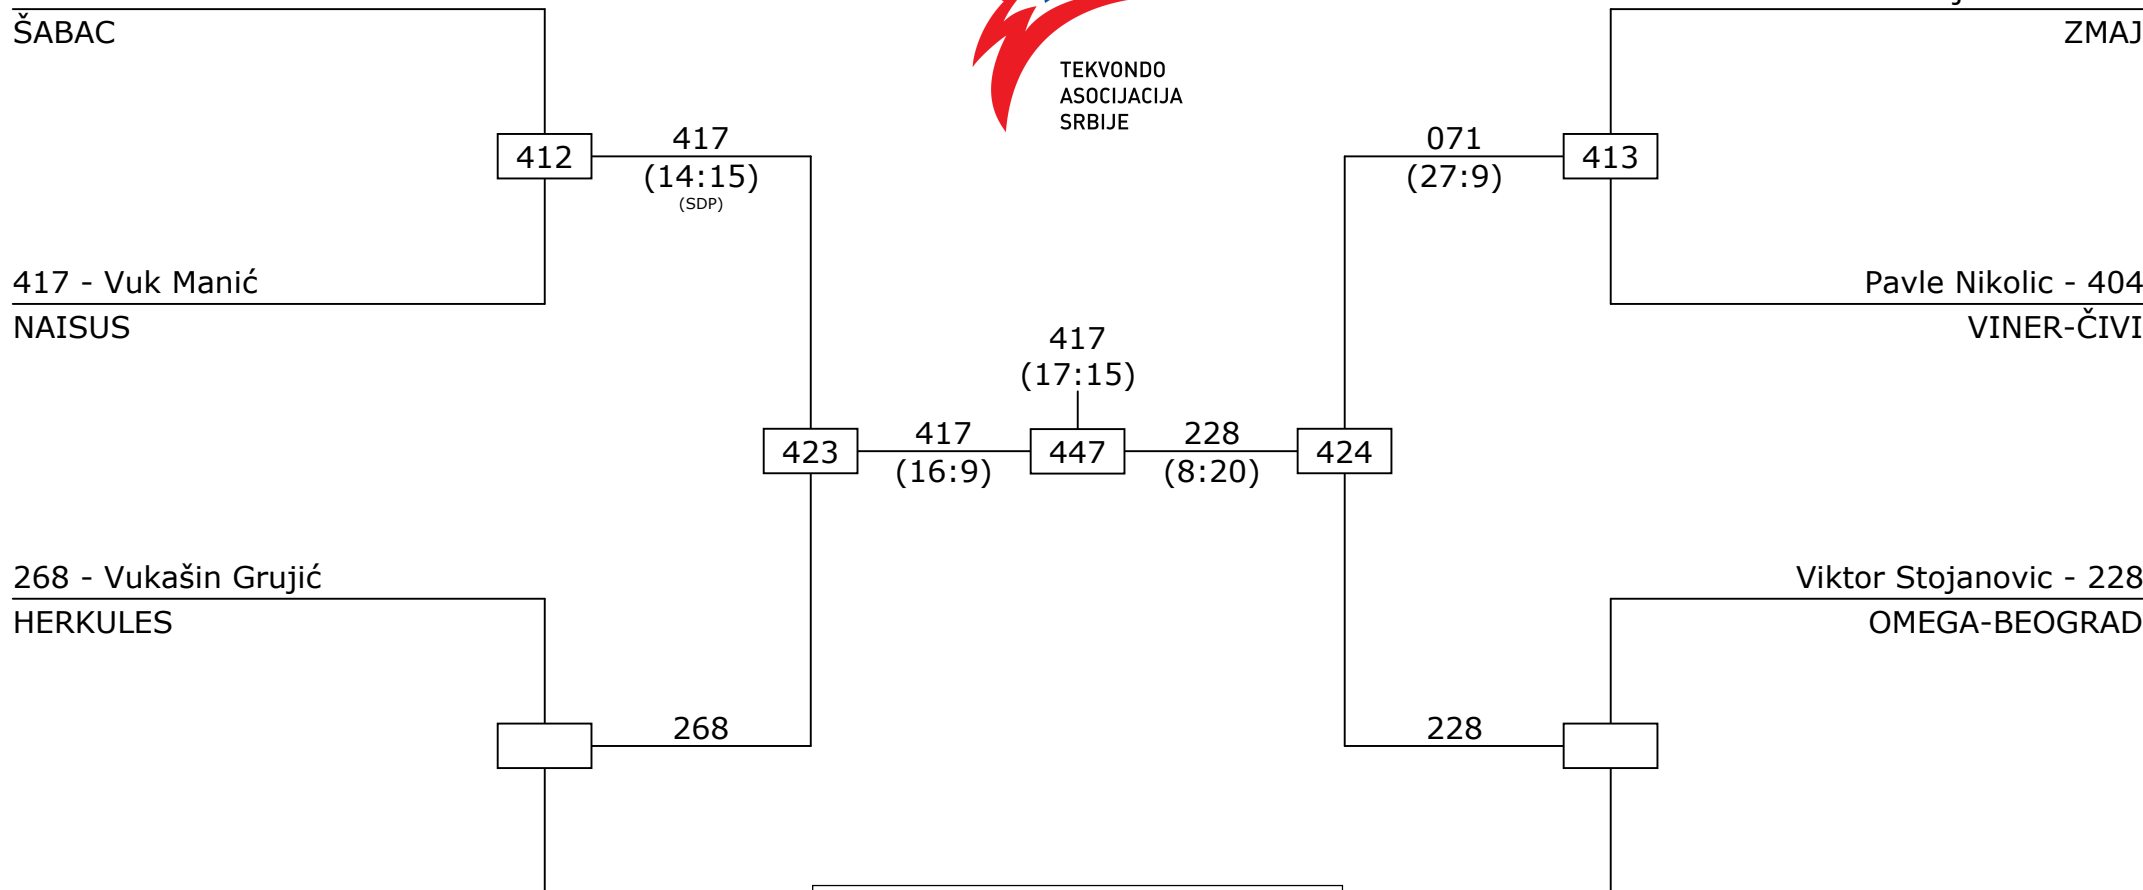 ŠABAC
ZMAJ
TEKVONDO
ASOCIJACIJA
SRBIJE
412
417
(14:15)
(SDP)
071
(27:9)
413
417 - Vuk Manić
NAISUS
Pavle Nikolic - 404
VINER-ČIVI
417
(17:15)
423
417
(16:9)
447
228
(8:20)
424
268 - Vukašin Grujić
HERKULES
Viktor Stojanovic - 228
OMEGA-BEOGRAD
268
228